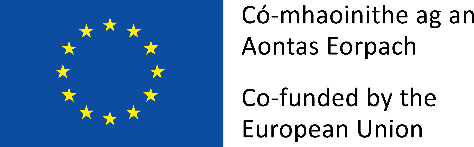 Có-mhaoinithe ag an
Aontas Eorpach
Co-funded by the
European Union